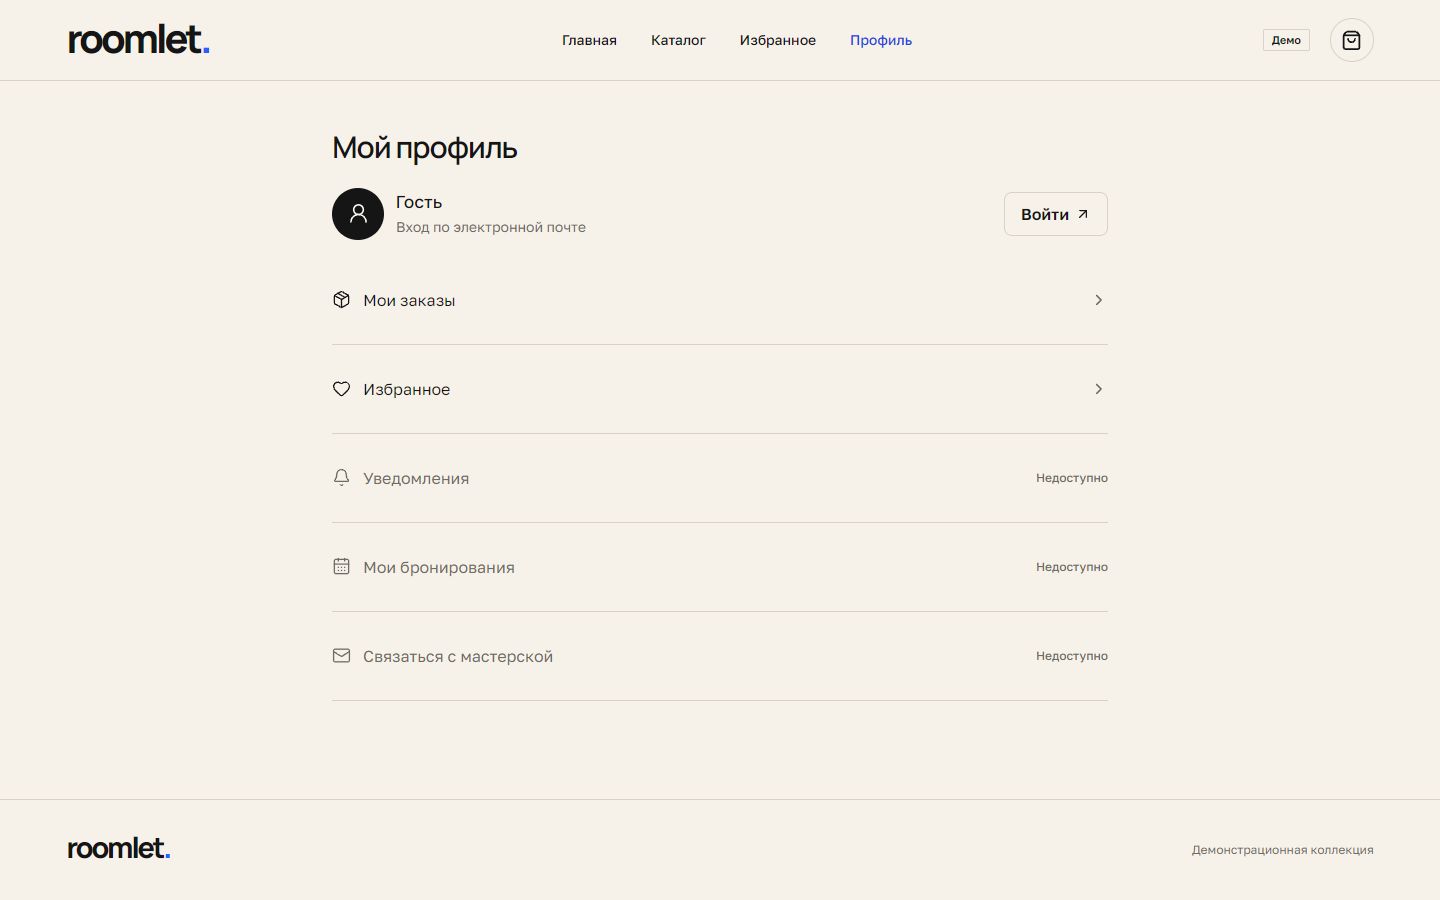 roomlet.
Главная
Каталог
Избранное
Профиль
Демо
Мой профиль
Гость
Вход по электронной почте
Войти
Мои заказы
Избранное
Уведомления
Недоступно
Мои бронирования
Недоступно
Связаться с мастерской
Недоступно
roomlet.
Демонстрационная коллекция